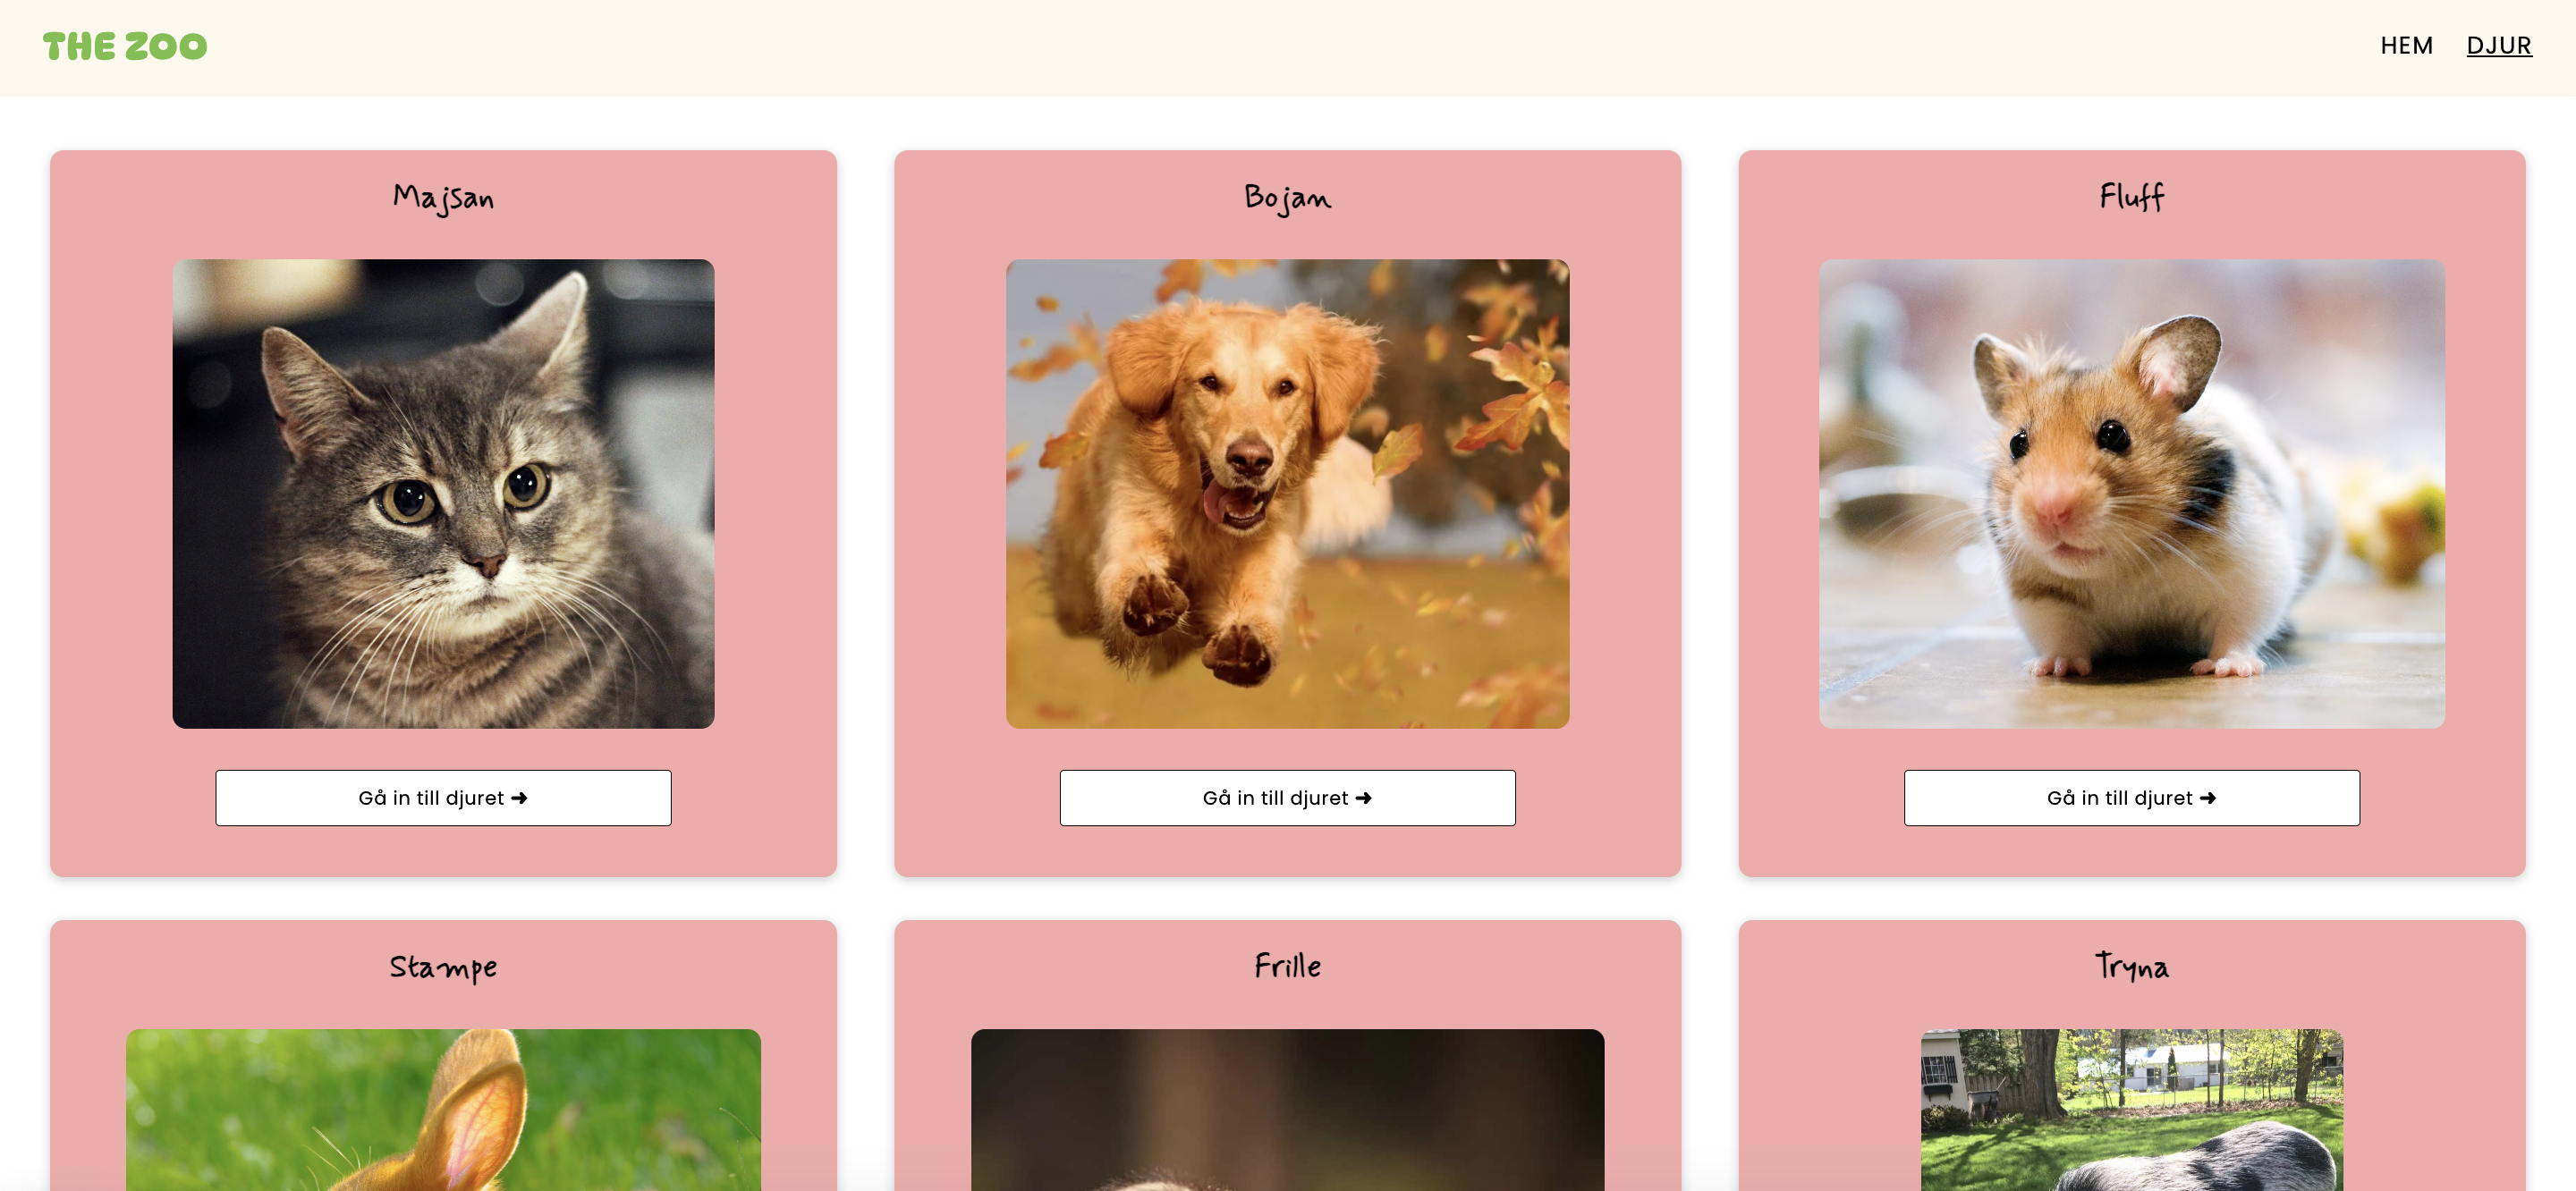 THE ZOO
HEM DJUR
Majsan
Bojan
Fluff
Gå in till djuret ➜
Gå in till djuret ➜
Gå in till djuret ➜
Stampe
Frille
Tryna